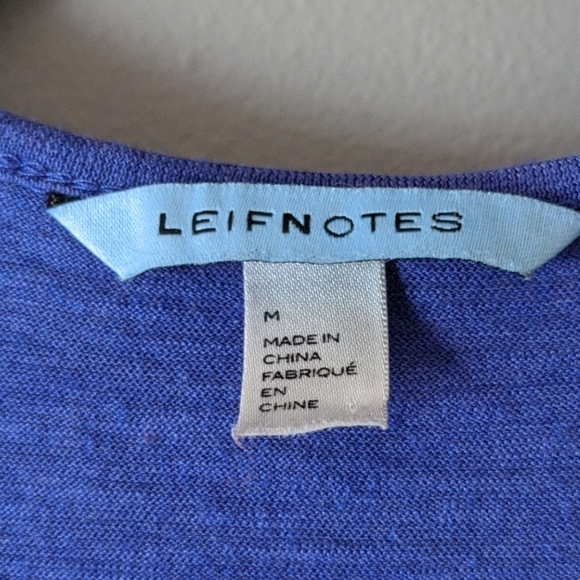 LEIFNOTES
M
MADE IN
CHINA
FABRIQUÉ
EN
CHINE